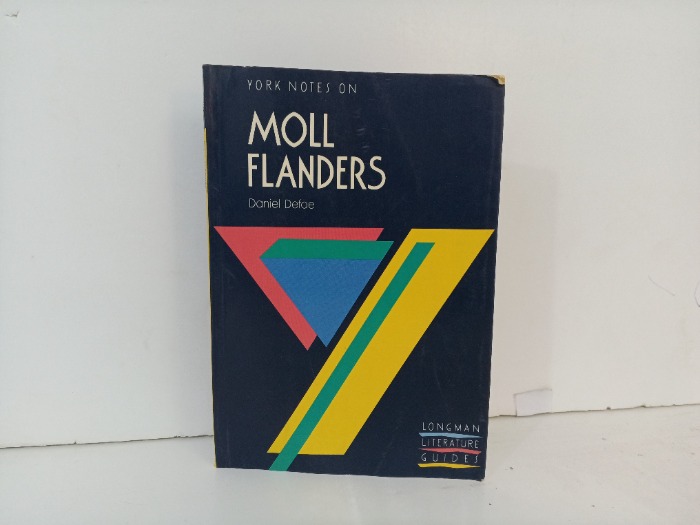 YORK NOTES ON
MOLL
FLANDERS
Daniel Defoe
LONGMAN
LITERATURE
GUIDES